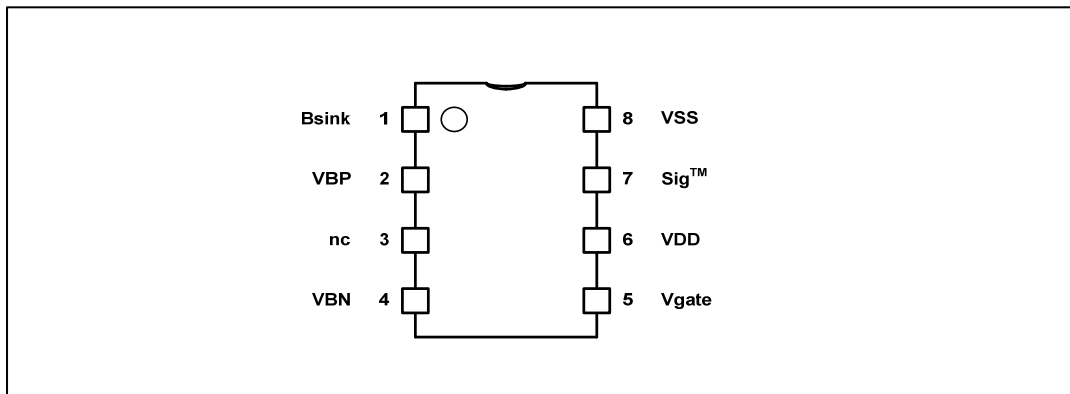 Bsink 1 8 VSS
VBP 2 7 Sig™
nc 3 6 VDD
VBN 4 5 Vgate